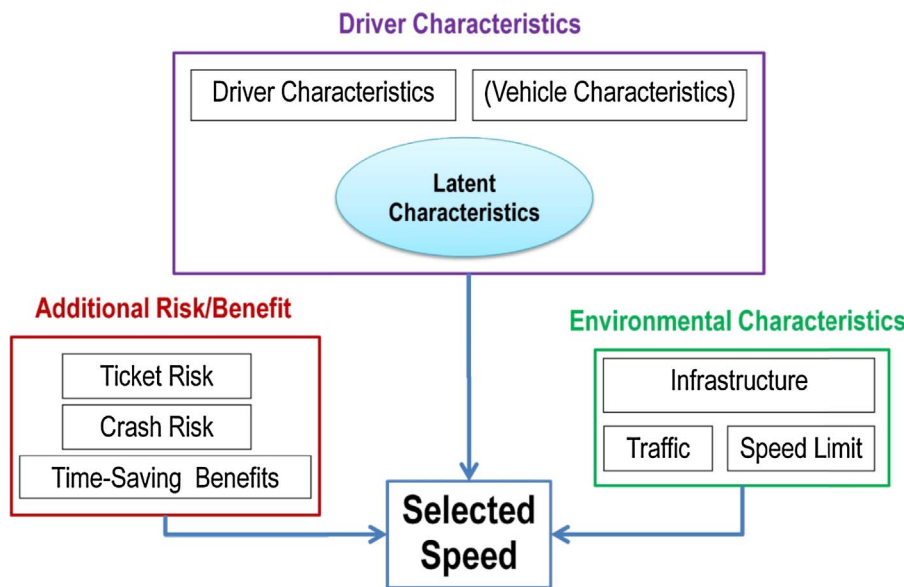 Driver Characteristics
Driver Characteristics
(Vehicle Characteristics)
Latent
Characteristics
Additional Risk/Benefit
Ticket Risk
Crash Risk
Time-Saving Benefits
Environmental Characteristics
Infrastructure
Traffic
Speed Limit
Selected
Speed